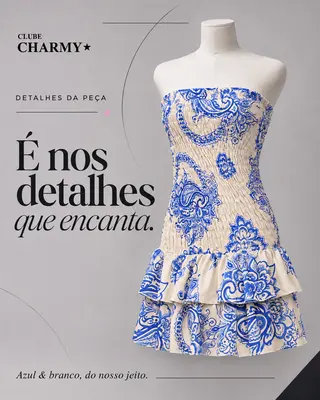 CLUBE
CHARMY★
DETALHES DA PEÇA
É nos
detalhes
que encanta.
Azul & branco, do nosso jeito.